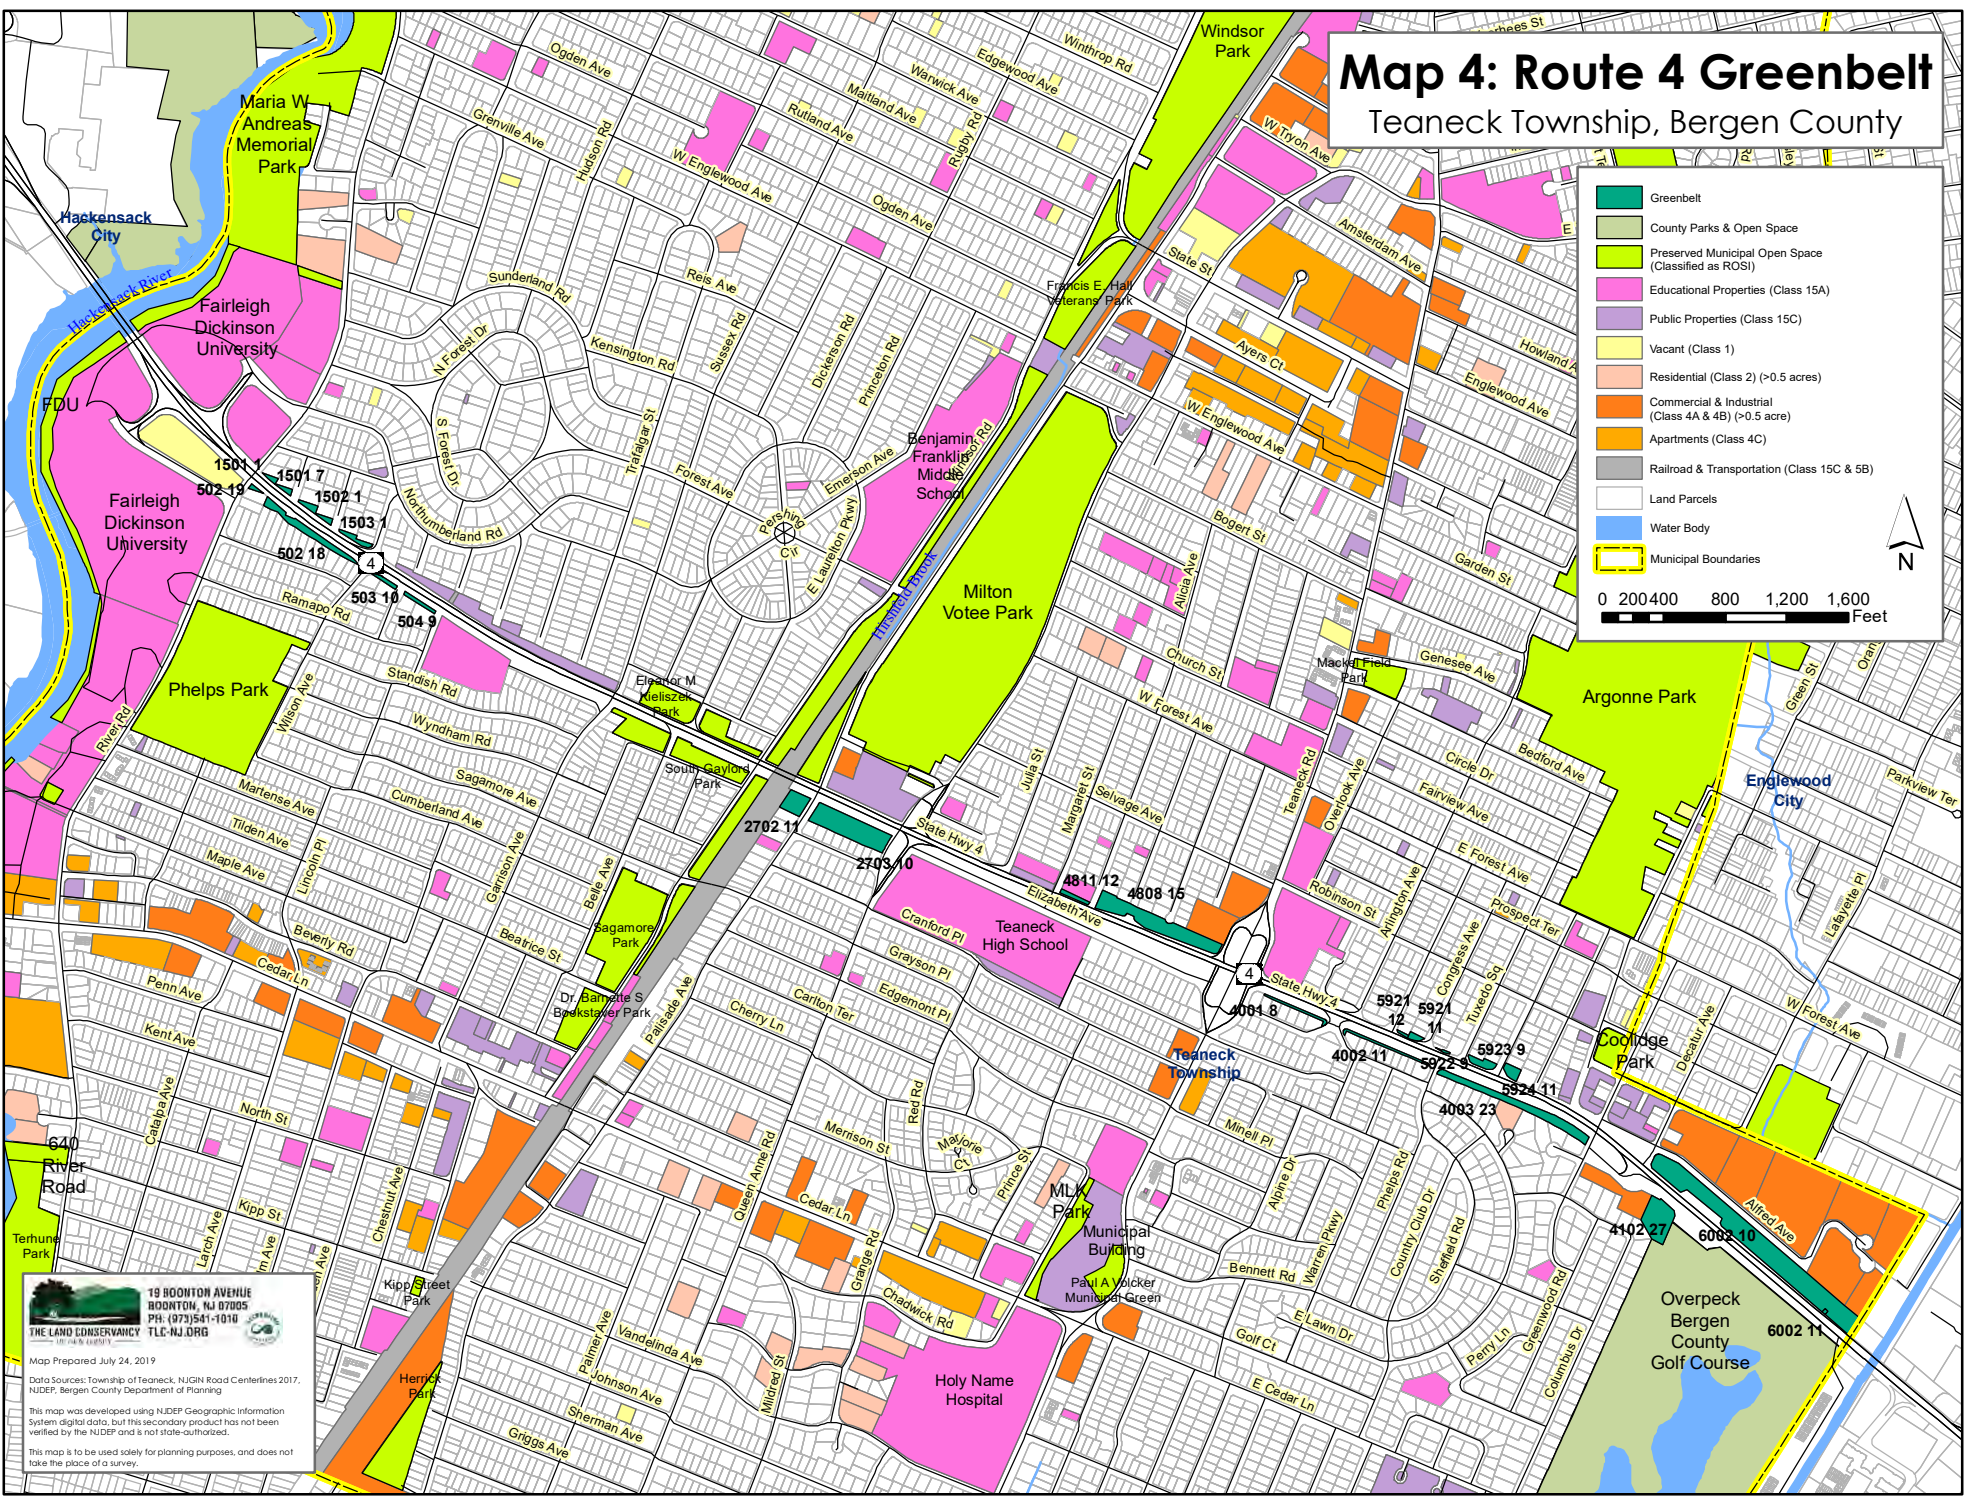 Map 4: Route 4 Greenbelt
Teaneck Township, Bergen County
Greenbelt
County Parks & Open Space
Preserved Municipal Open Space
(Classified as ROSI)
Educational Properties (Class 15A)
Public Properties (Class 15C)
Vacant (Class 1)
Residential (Class 2) (>0.5 acres)
Commercial & Industrial
(Class 4A & 4B) (>0.5 acre)
Apartments (Class 4C)
Railroad & Transportation (Class 15C & 5B)
Land Parcels
Water Body
Municipal Boundaries
N
0 200 400 800 1,200 1,600
Feet
Windsor
Park
Winthrop Rd
Edgewood Ave
Warwick Ave
Maitland Ave
Rutland Ave
Rugby Rd
Ogden Ave
Grenville Ave
Hudson Rd
W Englewood Ave
Ogden Ave
Maria W
Andreas
Memorial
Park
Hackensack
City
Hackensack River
Fairleigh
Dickinson
University
FDU
Fairleigh
Dickinson
University
Sunderland Rd
Reis Ave
N Forest Dr
S Forest Dr
Kensington Rd
Sussex Rd
Dickerson Rd
Princeton Rd
Trafalgar St
Forest Ave
Northumberland Rd
Emerson Ave
Pershing
Cir
E Laurelton Pkwy
Benjamin
Franklin
Middle
School
Windsor Rd
Hirshfield Brook
Francis E. Hall
Veterans' Park
W Tryon Ave
State St
Amsterdam Ave
Ayers Ct
Howland A
Englewood Ave
W Englewood Ave
Bogert St
Garden St
Alicia Ave
Milton
Votee Park
Church St
W Forest Ave
Mackel Field
Park
Genesee Ave
Argonne Park
Bedford Ave
Circle Dr
Fairview Ave
E Forest Ave
Overlook Ave
Teaneck Rd
Julia St
Margaret St
Selvage Ave
Robinson St
Arlington Ave
Prospect Ter
Congress Ave
Tuxedo Sq
Green St
Parkview Ter
Englewood
City
Lafayette Pl
W Forest Ave
Decatur Ave
Coolidge
Park
1501 1
1501 7
502 19
1502 1
1503 1
502 18
4
503 10
504 9
Ramapo Rd
Phelps Park
Standish Rd
Wilson Ave
Wyndham Rd
River Rd
Sagamore Ave
Cumberland Ave
Martense Ave
Tilden Ave
Maple Ave
Lincoln Pl
Garrison Ave
Belle Ave
Eleanor M
Kieliszek
Park
South Gaylord
Park
2702 11
2703 10
State Hwy 4
4811 12
4808 15
Elizabeth Ave
Cranford Pl
Teaneck
High School
Grayson Pl
Edgemont Pl
Carlton Ter
Cherry Ln
Palisade Ave
Sagamore
Park
Dr. Barnette S
Bookstaver Park
Beatrice St
Beverly Rd
Cedar Ln
Penn Ave
Kent Ave
Catalpa Ave
North St
4
State Hwy 4
4001 8
4002 11
5921
12
5921
11
5922 9
5923 9
5924 11
4003 23
4102 27
6002 10
6002 11
Alfred Ave
Teaneck
Township
Minell Pl
Alpine Dr
Phelps Rd
Warren Pkwy
Country Club Dr
Sheffield Rd
Bennett Rd
E Lawn Dr
Golf Ct
E Cedar Ln
Perry Ln
Greenwood Rd
Columbus Dr
Overpeck
Bergen
County
Golf Course
Red Rd
Merrison St
Marjorie
CT
Prince St
MLK
Park
Municipal
Building
Paul A Volcker
Municipal Green
Queen Anne Rd
Cedar Ln
Grange Rd
Chadwick Rd
Holy Name
Hospital
Mildred St
Palmer Ave
Vandelinda Ave
Johnson Ave
Sherman Ave
Griggs Ave
Chestnut Ave
Kipp St
Larch Ave
Kipp Street
Park
Herrick
Park
640
River
Road
Terhune
Park
19 BOONTON AVENUE
BOONTON, NJ 07005
PH: (973)541-1010
TLC-NJ.ORG
THE LAND CONSERVANCY
OF NEW JERSEY
Map Prepared July 24, 2019
Data Sources: Township of Teaneck, NJGIN Road Centerlines 2017,
NJDEP, Bergen County Department of Planning
This map was developed using NJDEP Geographic Information
System digital data, but this secondary product has not been
verified by the NJDEP and is not state-authorized.
This map is to be used solely for planning purposes, and does not
take the place of a survey.